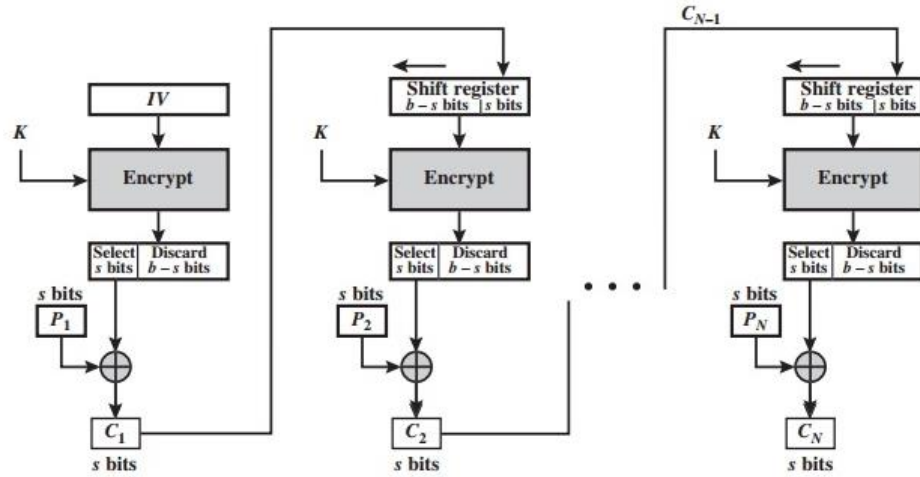 C_{N-1}
IV
Shift register
b – s bits | s bits
Shift register
b – s bits | s bits
K
K
K
Encrypt
Encrypt
Encrypt
Select
s bits
Discard
b – s bits
Select
s bits
Discard
b – s bits
Select
s bits
Discard
b – s bits
s bits
P_1
s bits
P_2
s bits
P_N
• • •
C_1
s bits
C_2
s bits
C_N
s bits